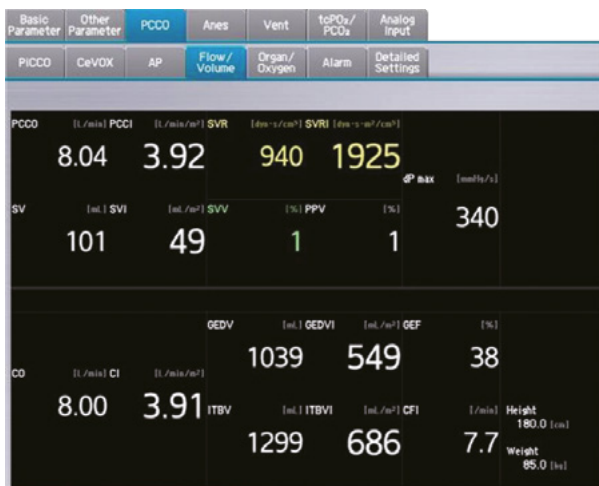 Basic Parameter Other Parameter PCCO Anes Vent tcPO₂/ PCO₂ Analog Input
PiCCO CeVOX AP Flow/ Volume Organ/ Oxygen Alarm Detailed Settings
PCCO [L/min] PCCI [L/min/m²] SVR [dyn·s/cm⁵] SVRI [dyn·s·m²/cm⁵]
8.04 3.92 940 1925
dP max [mmHg/s]
340
SV [mL] SVI [mL/m²] SVV [%] PPV [%]
101 49 1 1
GEDV [mL] GEDVI [mL/m²] GEF [%]
1039 549 38
CO [L/min] CI [L/min/m²]
8.00 3.91
ITBV [mL] ITBVI [mL/m²] CFI [/min]
1299 686 7.7
Height
180.0 [cm]
Weight
85.0 [kg]